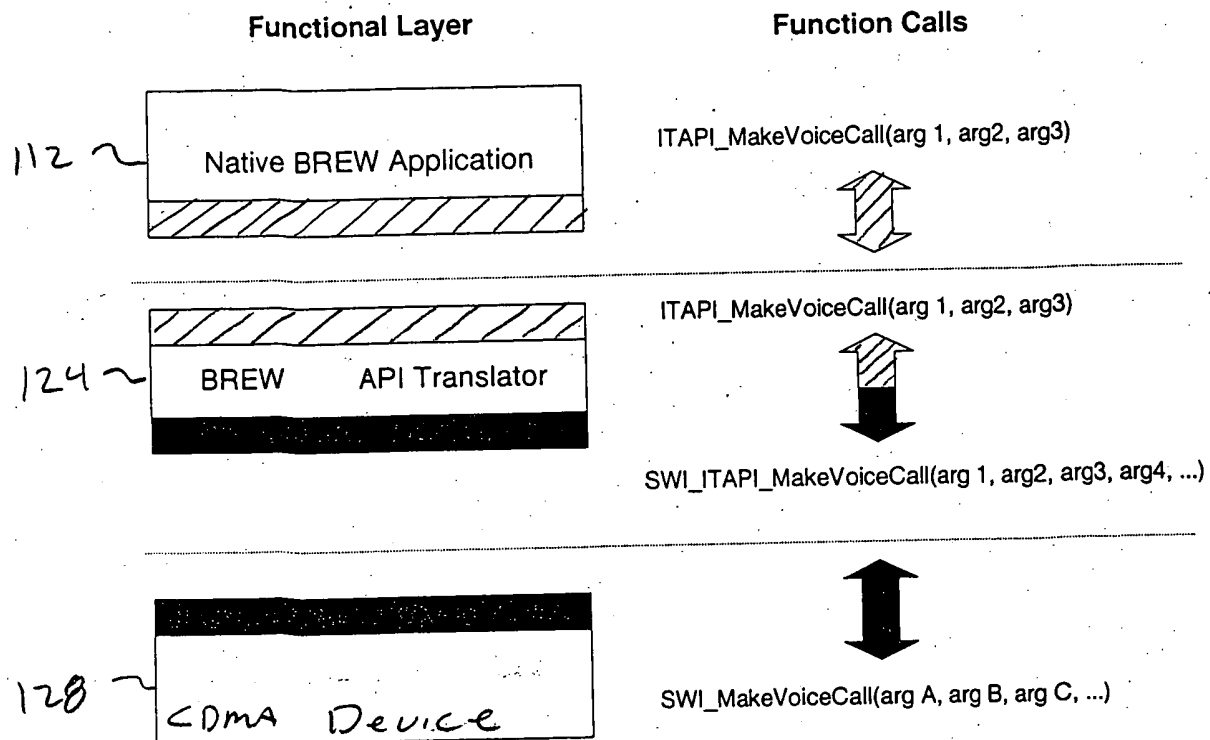 Functional Layer
Function Calls
112
Native BREW Application
ITAPI_MakeVoiceCall(arg 1, arg2, arg3)
124
BREW API Translator
ITAPI_MakeVoiceCall(arg 1, arg2, arg3)
SWI_ITAPI_MakeVoiceCall(arg 1, arg2, arg3, arg4, ...)
128
CDMA Device
SWI_MakeVoiceCall(arg A, arg B, arg C, ...)